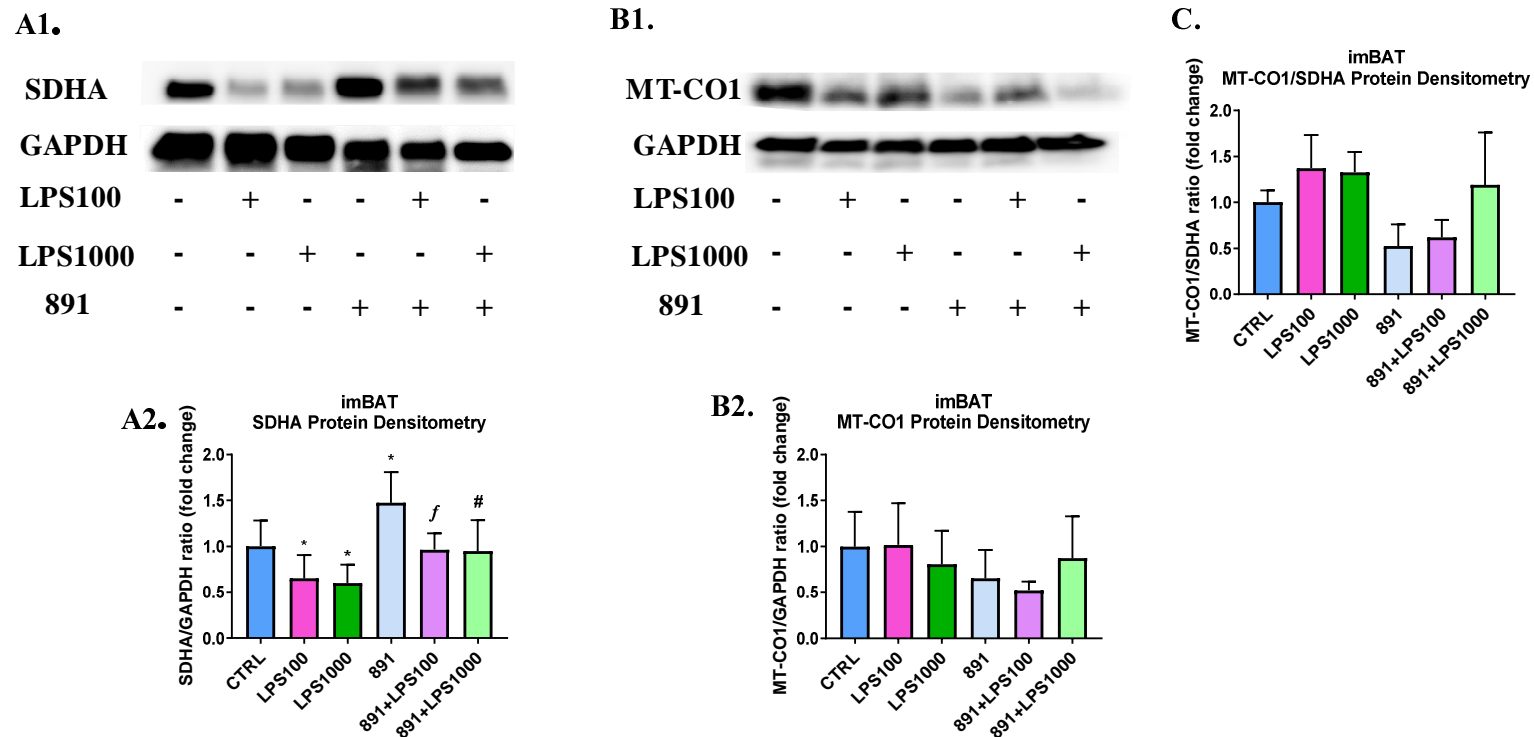 A1.
SDHA
GAPDH
LPS100 - + - - + -
LPS1000 - - + - - +
891 - - - + + +
B1.
MT-CO1
GAPDH
LPS100 - + - - + -
LPS1000 - - + - - +
891 - - - + + +
C.
imBAT
MT-CO1/SDHA Protein Densitometry
MT-CO1/SDHA ratio (fold change)
2.0
1.5
1.0
0.5
0.0
CTRL
LPS100
LPS1000
891
891+LPS100
891+LPS1000
A2.
imBAT
SDHA Protein Densitometry
SDHA/GAPDH ratio (fold change)
2.0
1.5
1.0
0.5
0.0
* * * ƒ #
CTRL
LPS100
LPS1000
891
891+LPS100
891+LPS1000
B2.
imBAT
MT-CO1 Protein Densitometry
MT-CO1/GAPDH ratio (fold change)
2.0
1.5
1.0
0.5
0.0
CTRL
LPS100
LPS1000
891
891+LPS100
891+LPS1000